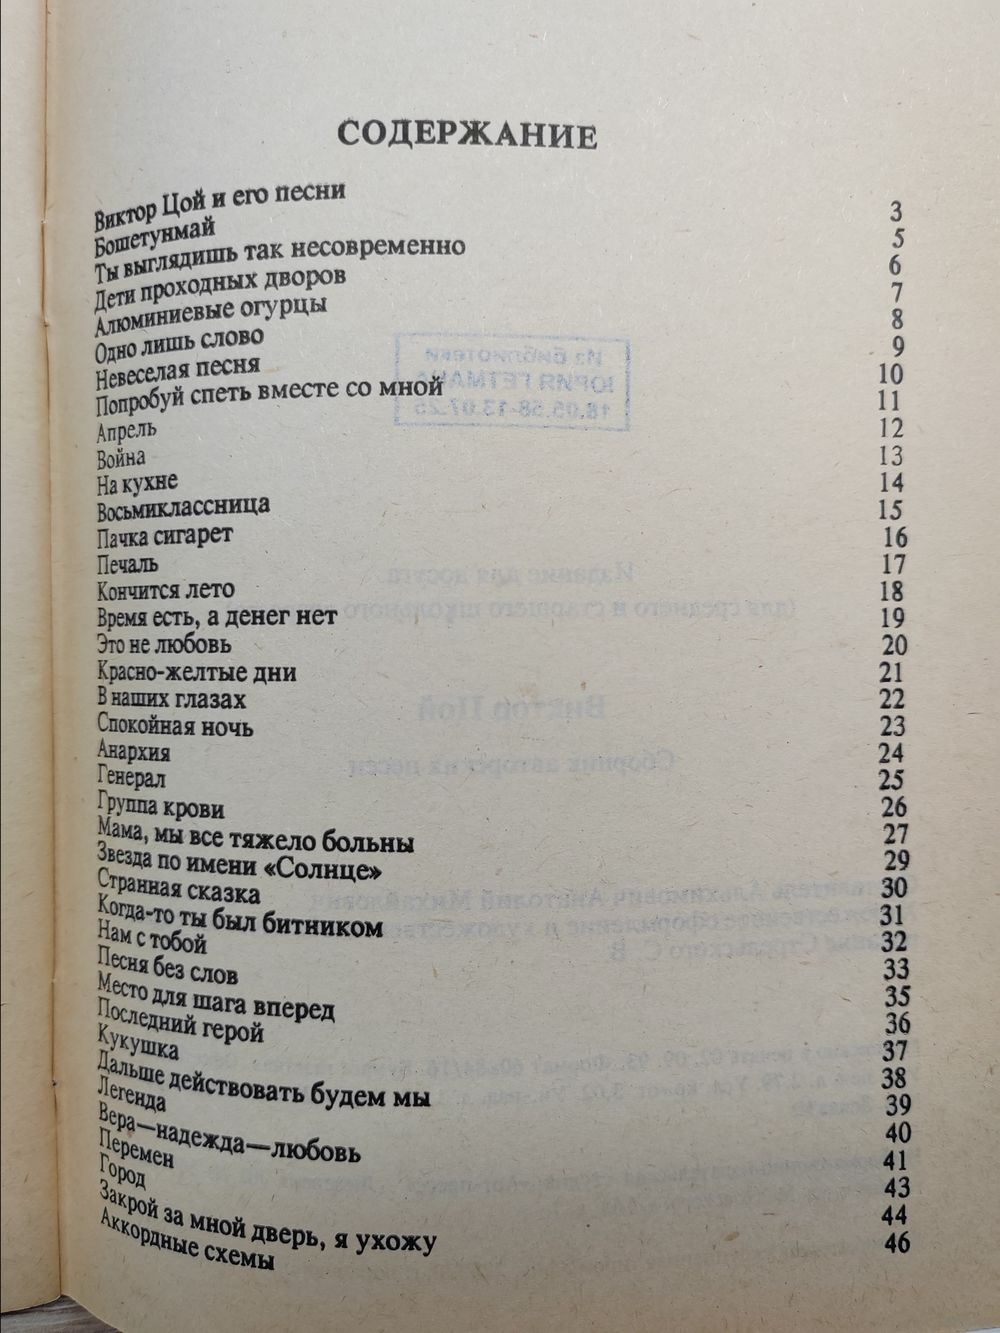 СОДЕРЖАНИЕ
Виктор Цой и его песни 3
Бошетунмай 5
Ты выглядишь так несовременно 6
Дети проходных дворов 7
Алюминиевые огурцы 8
Одно лишь слово 9
Невеселая песня 10
Попробуй спеть вместе со мной 11
Апрель 12
Война 13
На кухне 14
Восьмиклассница 15
Пачка сигарет 16
Печаль 17
Кончится лето 18
Время есть, а денег нет 19
Это не любовь 20
Красно-желтые дни 21
В наших глазах 22
Спокойная ночь 23
Анархия 24
Генерал 25
Группа крови 26
Мама, мы все тяжело больны 27
Звезда по имени «Солнце» 29
Странная сказка 30
Когда-то ты был битником 31
Нам с тобой 32
Песня без слов 33
Место для шага вперед 35
Последний герой 36
Кукушка 37
Дальше действовать будем мы 38
Легенда 39
Вера—надежда—любовь 40
Перемен 41
Город 43
Закрой за мной дверь, я ухожу 44
Аккордные схемы 46